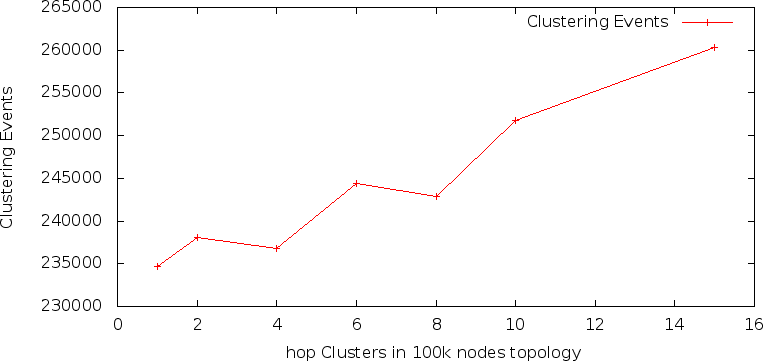 265000
260000
255000
250000
245000
240000
235000
230000
Clustering Events
Clustering Events
0 2 4 6 8 10 12 14 16
hop Clusters in 100k nodes topology